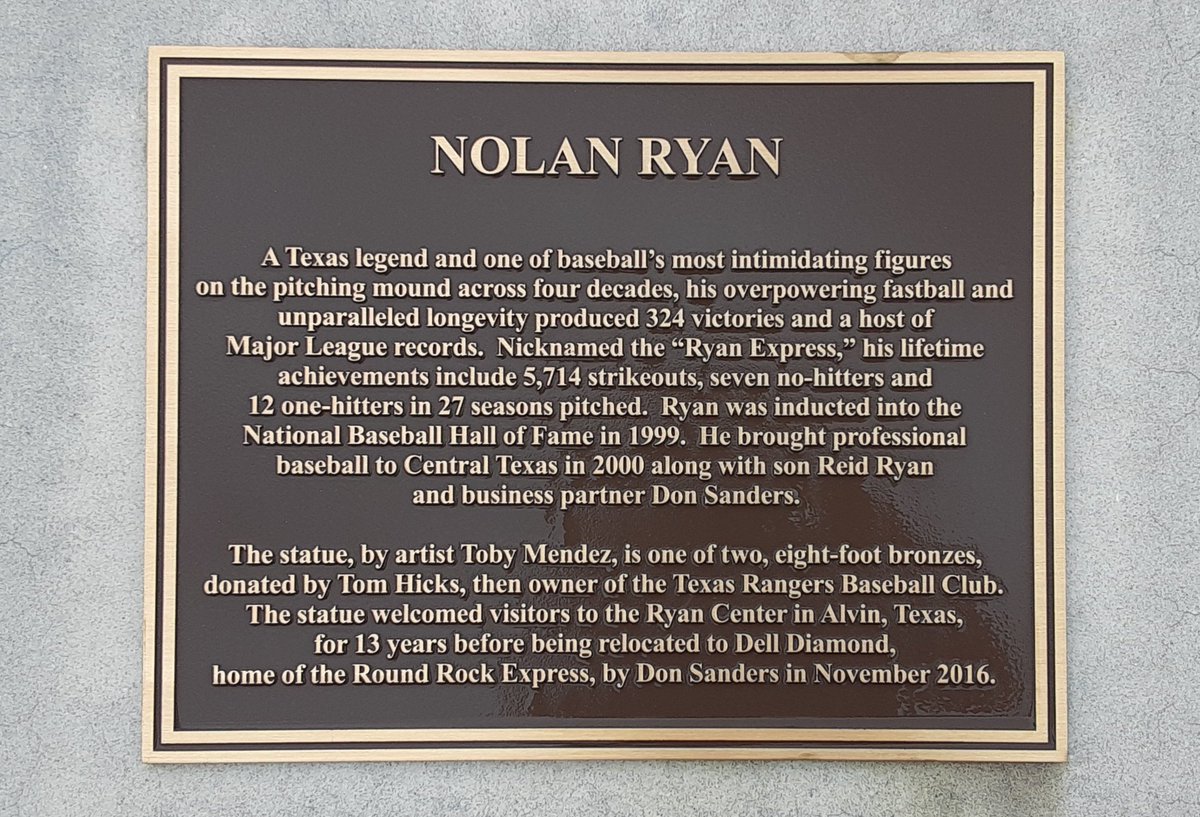 NOLAN RYAN
A Texas legend and one of baseball's most intimidating figures
on the pitching mound across four decades, his overpowering fastball and
unparalleled longevity produced 324 victories and a host of
Major League records.  Nicknamed the “Ryan Express,” his lifetime
achievements include 5,714 strikeouts, seven no-hitters and
12 one-hitters in 27 seasons pitched.  Ryan was inducted into the
National Baseball Hall of Fame in 1999.  He brought professional
baseball to Central Texas in 2000 along with son Reid Ryan
and business partner Don Sanders.
The statue, by artist Toby Mendez, is one of two, eight-foot bronzes,
donated by Tom Hicks, then owner of the Texas Rangers Baseball Club.
The statue welcomed visitors to the Ryan Center in Alvin, Texas,
for 13 years before being relocated to Dell Diamond,
home of the Round Rock Express, by Don Sanders in November 2016.